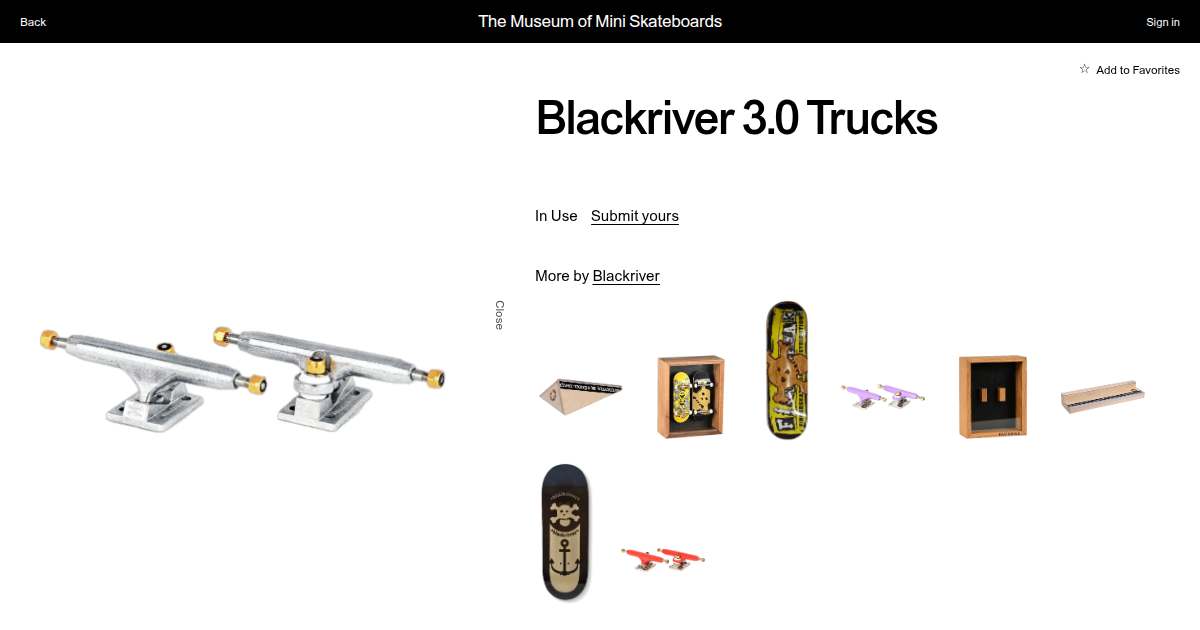 Back
The Museum of Mini Skateboards
Sign in
☆ Add to Favorites
Blackriver 3.0 Trucks
In Use Submit yours
More by Blackriver
Close